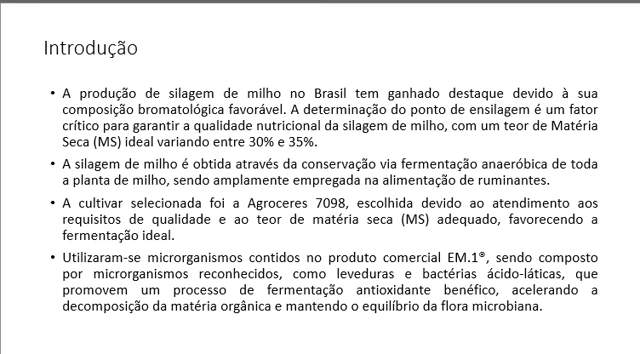 Introdução
• A produção de silagem de milho no Brasil tem ganhado destaque devido à sua
composição bromatológica favorável. A determinação do ponto de ensilagem é um fator
crítico para garantir a qualidade nutricional da silagem de milho, com um teor de Matéria
Seca (MS) ideal variando entre 30% e 35%.
• A silagem de milho é obtida através da conservação via fermentação anaeróbica de toda
a planta de milho, sendo amplamente empregada na alimentação de ruminantes.
• A cultivar selecionada foi a Agroceres 7098, escolhida devido ao atendimento aos
requisitos de qualidade e ao teor de matéria seca (MS) adequado, favorecendo a
fermentação ideal.
• Utilizaram-se microrganismos contidos no produto comercial EM.1®, sendo composto
por microrganismos reconhecidos, como leveduras e bactérias ácido-láticas, que
promovem um processo de fermentação antioxidante benéfico, acelerando a
decomposição da matéria orgânica e mantendo o equilíbrio da flora microbiana.